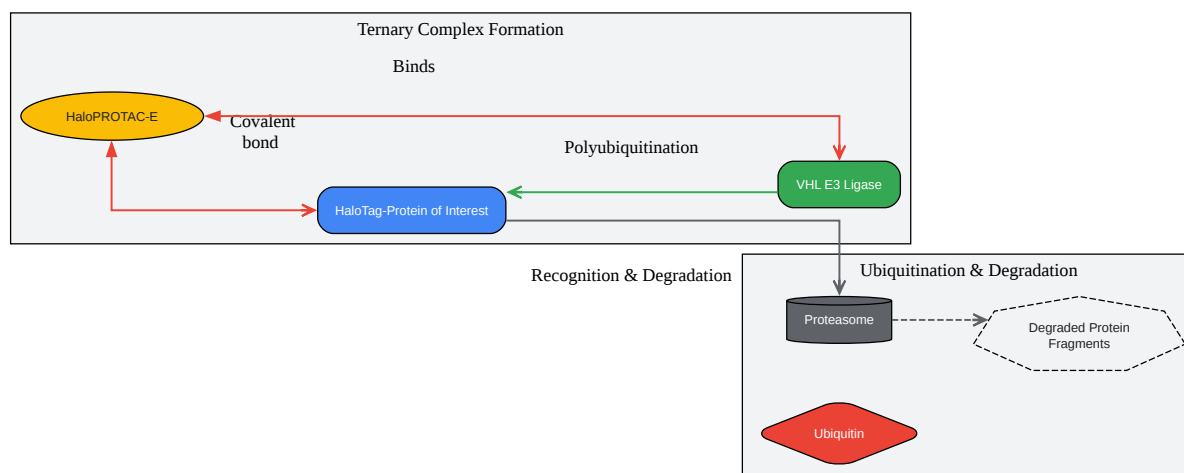 Ternary Complex Formation
Binds
HaloPROTAC-E
Covalent
bond
Polyubiquitination
VHL E3 Ligase
HaloTag-Protein of Interest
Recognition & Degradation
Ubiquitination & Degradation
Proteasome
Degraded Protein
Fragments
Ubiquitin